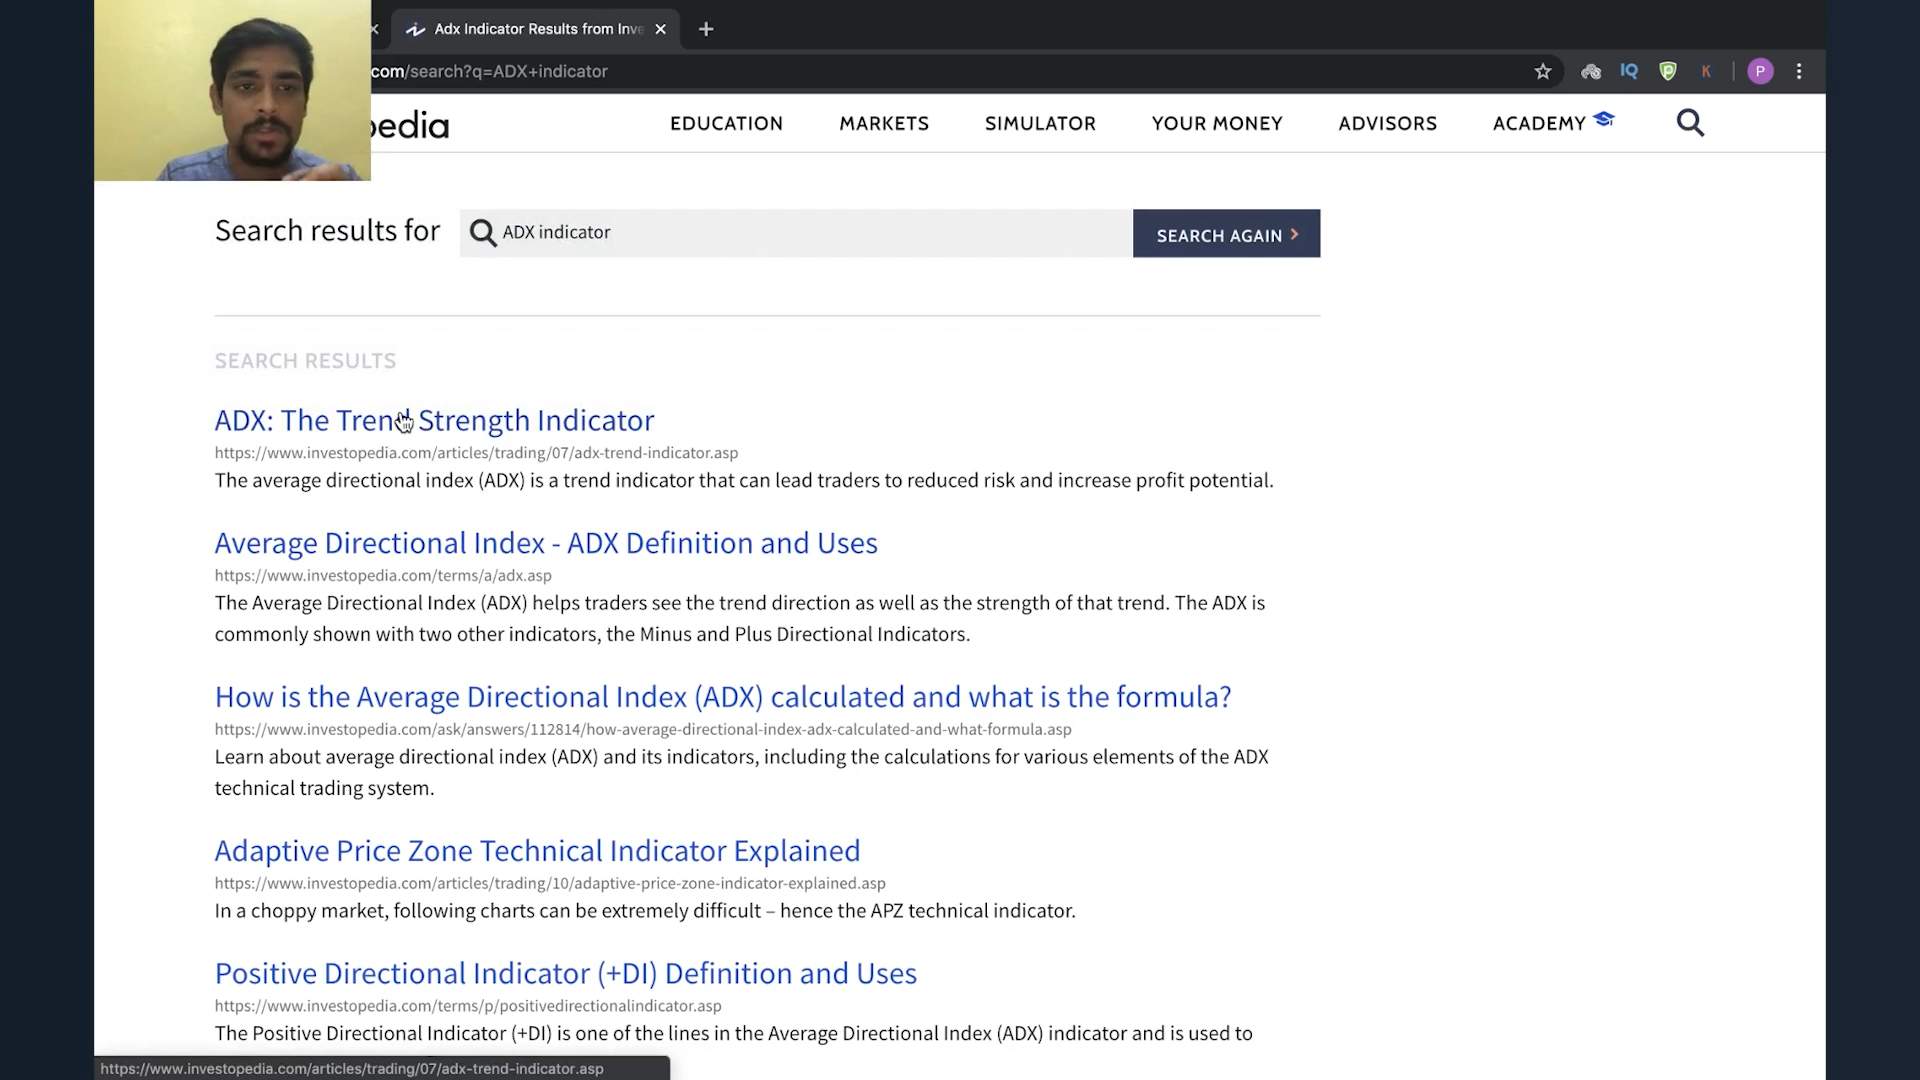 Adx Indicator Results from Inve
com/search?q=ADX+indicator
IQ
P
K
P
pedia
EDUCATION
MARKETS
SIMULATOR
YOUR MONEY
ADVISORS
ACADEMY
Search results for
ADX indicator
SEARCH AGAIN
SEARCH RESULTS
ADX: The Trend Strength Indicator
https://www.investopedia.com/articles/trading/07/adx-trend-indicator.asp
The average directional index (ADX) is a trend indicator that can lead traders to reduced risk and increase profit potential.
Average Directional Index - ADX Definition and Uses
https://www.investopedia.com/terms/a/adx.asp
The Average Directional Index (ADX) helps traders see the trend direction as well as the strength of that trend. The ADX is
commonly shown with two other indicators, the Minus and Plus Directional Indicators.
How is the Average Directional Index (ADX) calculated and what is the formula?
https://www.investopedia.com/ask/answers/112814/how-average-directional-index-adx-calculated-and-what-formula.asp
Learn about average directional index (ADX) and its indicators, including the calculations for various elements of the ADX
technical trading system.
Adaptive Price Zone Technical Indicator Explained
https://www.investopedia.com/articles/trading/10/adaptive-price-zone-indicator-explained.asp
In a choppy market, following charts can be extremely difficult – hence the APZ technical indicator.
Positive Directional Indicator (+DI) Definition and Uses
https://www.investopedia.com/terms/p/positivedirectionalindicator.asp
The Positive Directional Indicator (+DI) is one of the lines in the Average Directional Index (ADX) indicator and is used to
https://www.investopedia.com/articles/trading/07/adx-trend-indicator.asp